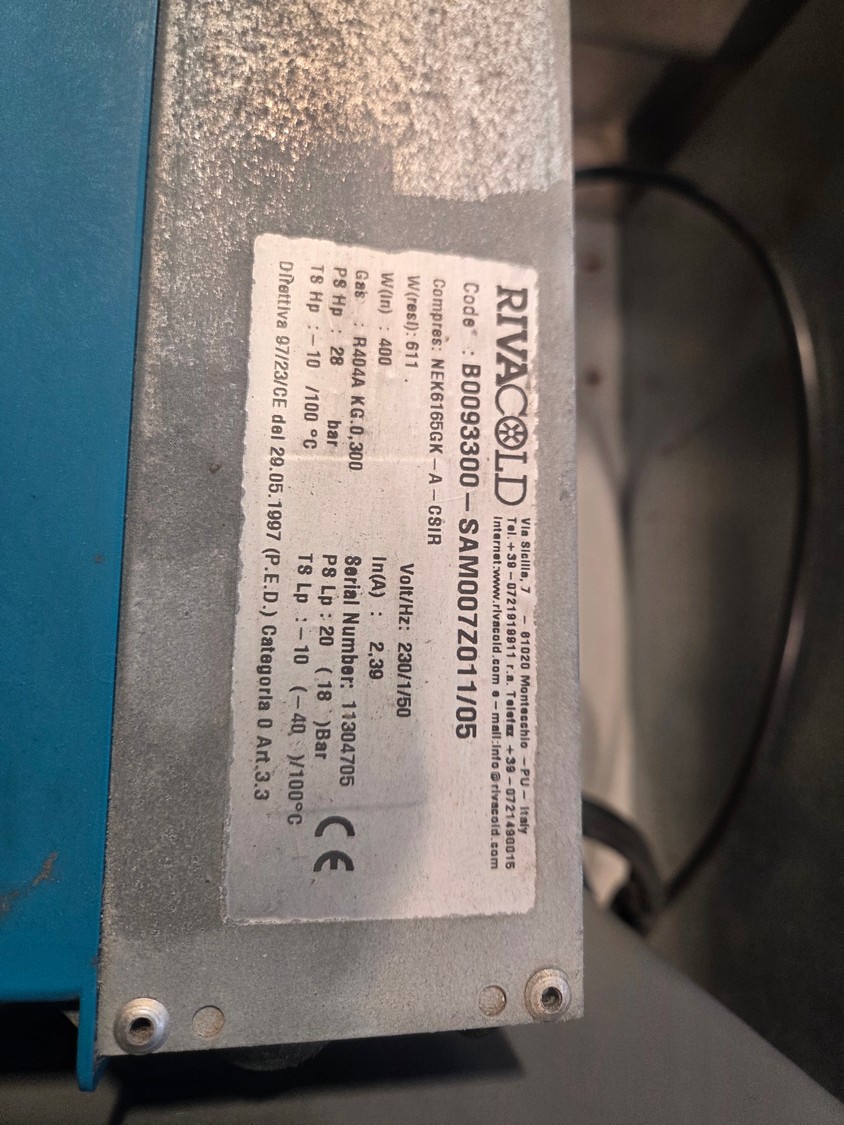 RIVACOLD
Via Sicilia, 7 - 61020 Montecchio - PU - Italy
Tel. +39 - 0721919911 r.a. Telefax +39 - 0721490015
Internet:www.rivacold.com e-mail:info@rivacold.com
Code : B0093300-SAM007Z011/05
Compres: NEK6165GK-A-CSIR
W(resi): 611 . Volt/Hz: 230/1/50
W(in) : 400 In(A) : 2,39
Gas : R404A KG.0,300 Serial Number: 11304705
PS Hp : 28 bar PS Lp : 20 ( 18 )Bar
TS Hp : -10 /100 °C TS Lp : -10 (-40 )/100°C
Direttiva 97/23/CE del 29.05.1997 (P.E.D.) Categoria 0 Art.3.3
CE